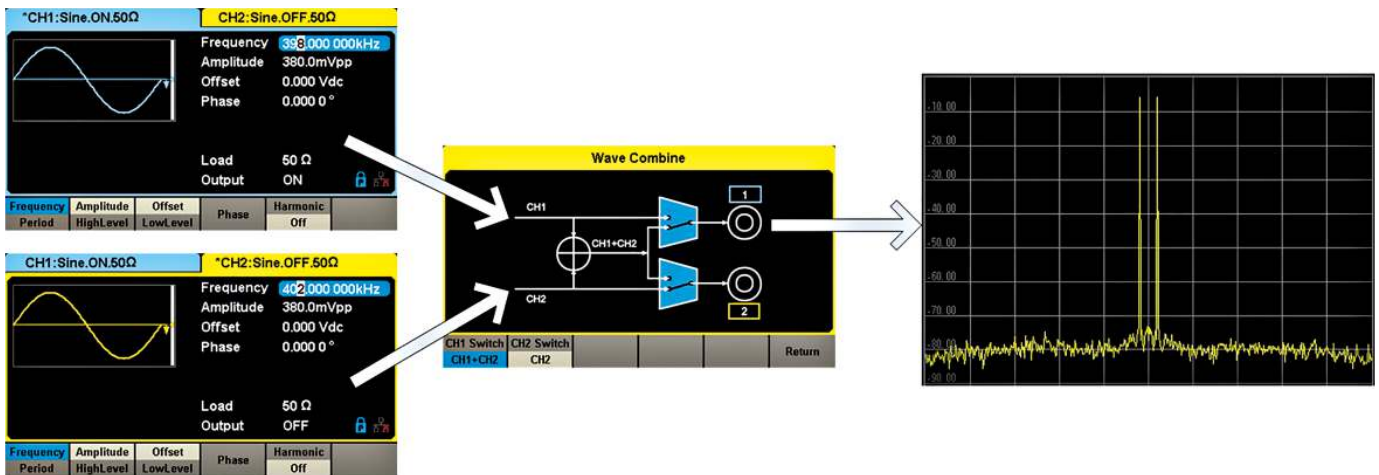 *CH1:Sine.ON.50Ω CH2:Sine.OFF.50Ω
Frequency 398.000 000kHz
Amplitude 380.0mVpp
Offset 0.000 Vdc
Phase 0.000 0 °
Load 50 Ω
Output ON
Frequency Amplitude Offset Phase Harmonic
Period HighLevel LowLevel Off
CH1:Sine.ON.50Ω *CH2:Sine.OFF.50Ω
Frequency 402.000 000kHz
Amplitude 380.0mVpp
Offset 0.000 Vdc
Phase 0.000 0 °
Load 50 Ω
Output OFF
Frequency Amplitude Offset Phase Harmonic
Period HighLevel LowLevel Off
Wave Combine
1
CH1
CH1+CH2
CH2
2
CH1 Switch CH2 Switch Return
CH1+CH2 CH2
-10.00
-20.00
-30.00
-40.00
-50.00
-60.00
-70.00
-80.00
-90.00